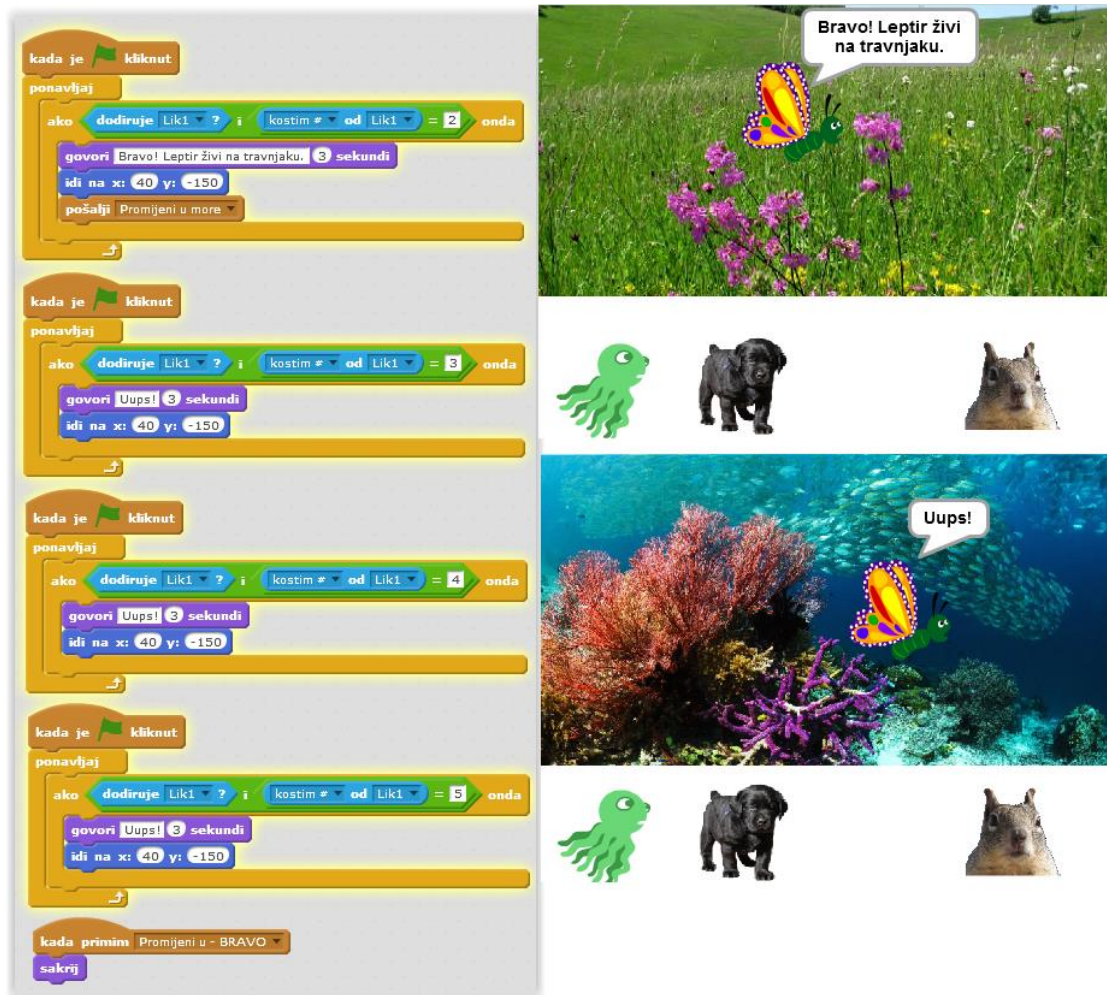 kada je kliknut
ponavljaj
ako dodiruje Lik1 ? i kostim # od Lik1 = 2 onda
govori Bravo! Leptir živi na travnjaku. 3 sekundi
idi na x: 40 y: -150
pošalji Promijeni u more
kada je kliknut
ponavljaj
ako dodiruje Lik1 ? i kostim # od Lik1 = 3 onda
govori Uups! 3 sekundi
idi na x: 40 y: -150
kada je kliknut
ponavljaj
ako dodiruje Lik1 ? i kostim # od Lik1 = 4 onda
govori Uups! 3 sekundi
idi na x: 40 y: -150
kada je kliknut
ponavljaj
ako dodiruje Lik1 ? i kostim # od Lik1 = 5 onda
govori Uups! 3 sekundi
idi na x: 40 y: -150
kada primim Promijeni u - BRAVO
sakrij
Bravo! Leptir živi
na travnjaku.
Uups!